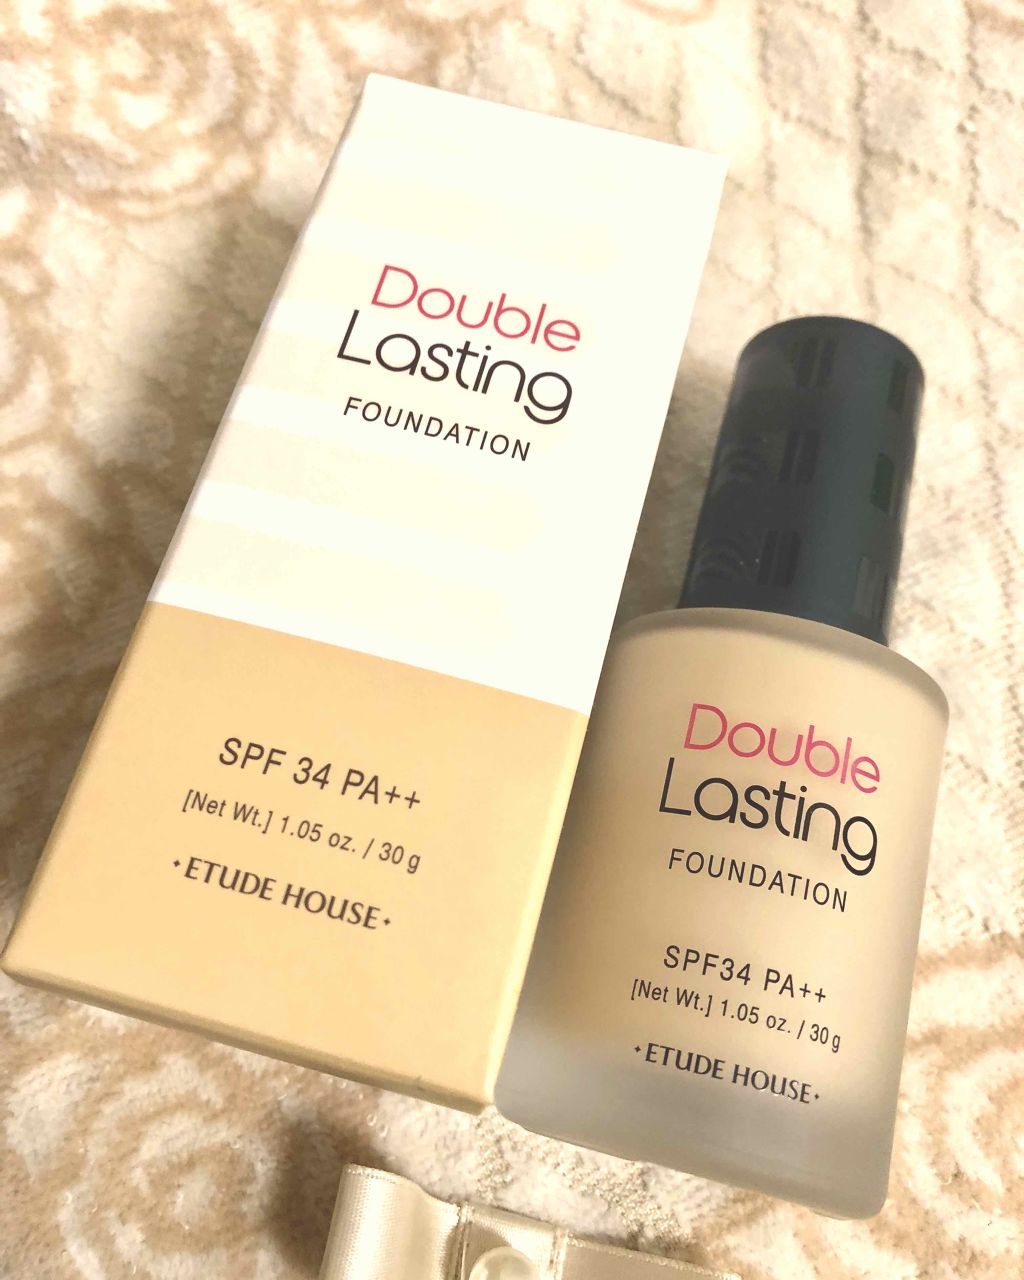 Double
Lasting
FOUNDATION
SPF 34 PA++
[Net Wt.] 1.05 oz. / 30 g
ETUDE HOUSE
Double
Lasting
FOUNDATION
SPF34 PA++
[Net Wt.] 1.05 oz. / 30 g
ETUDE HOUSE